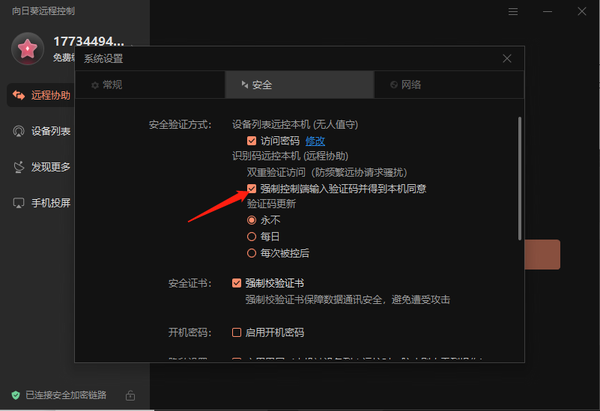 向日葵远程控制
17734494...
免费
系统设置
常规
安全
网络
远程协助
设备列表
发现更多
手机投屏
安全验证方式：
设备列表远控本机 (无人值守)
访问密码 修改
识别码远控本机 (远程协助)
双重验证访问（防频繁远协请求骚扰）
强制控制端输入验证码并得到本机同意
验证码更新
永不
每日
每次被控后
安全证书：
强制校验证书
强制校验证书保障数据通讯安全，避免遭受攻击
开机密码：
启用开机密码
已连接安全加密链路